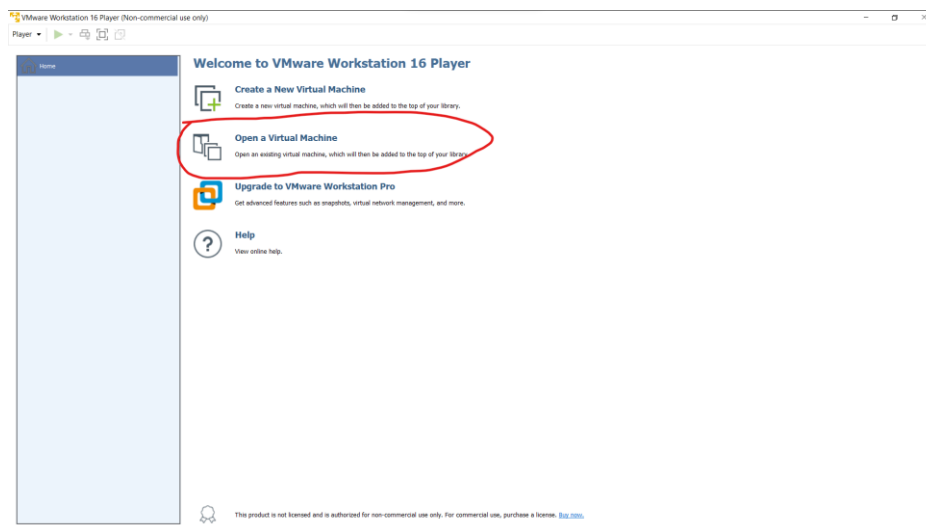 VMware Workstation 16 Player (Non-commercial use only)
Player
Home
Welcome to VMware Workstation 16 Player
Create a New Virtual Machine
Create a new virtual machine, which will then be added to the top of your library.
Open a Virtual Machine
Open an existing virtual machine, which will then be added to the top of your library.
Upgrade to VMware Workstation Pro
Get advanced features such as snapshots, virtual network management, and more.
Help
View online help.
This product is not licensed and is authorized for non-commercial use only. For commercial use, purchase a license. Buy now.